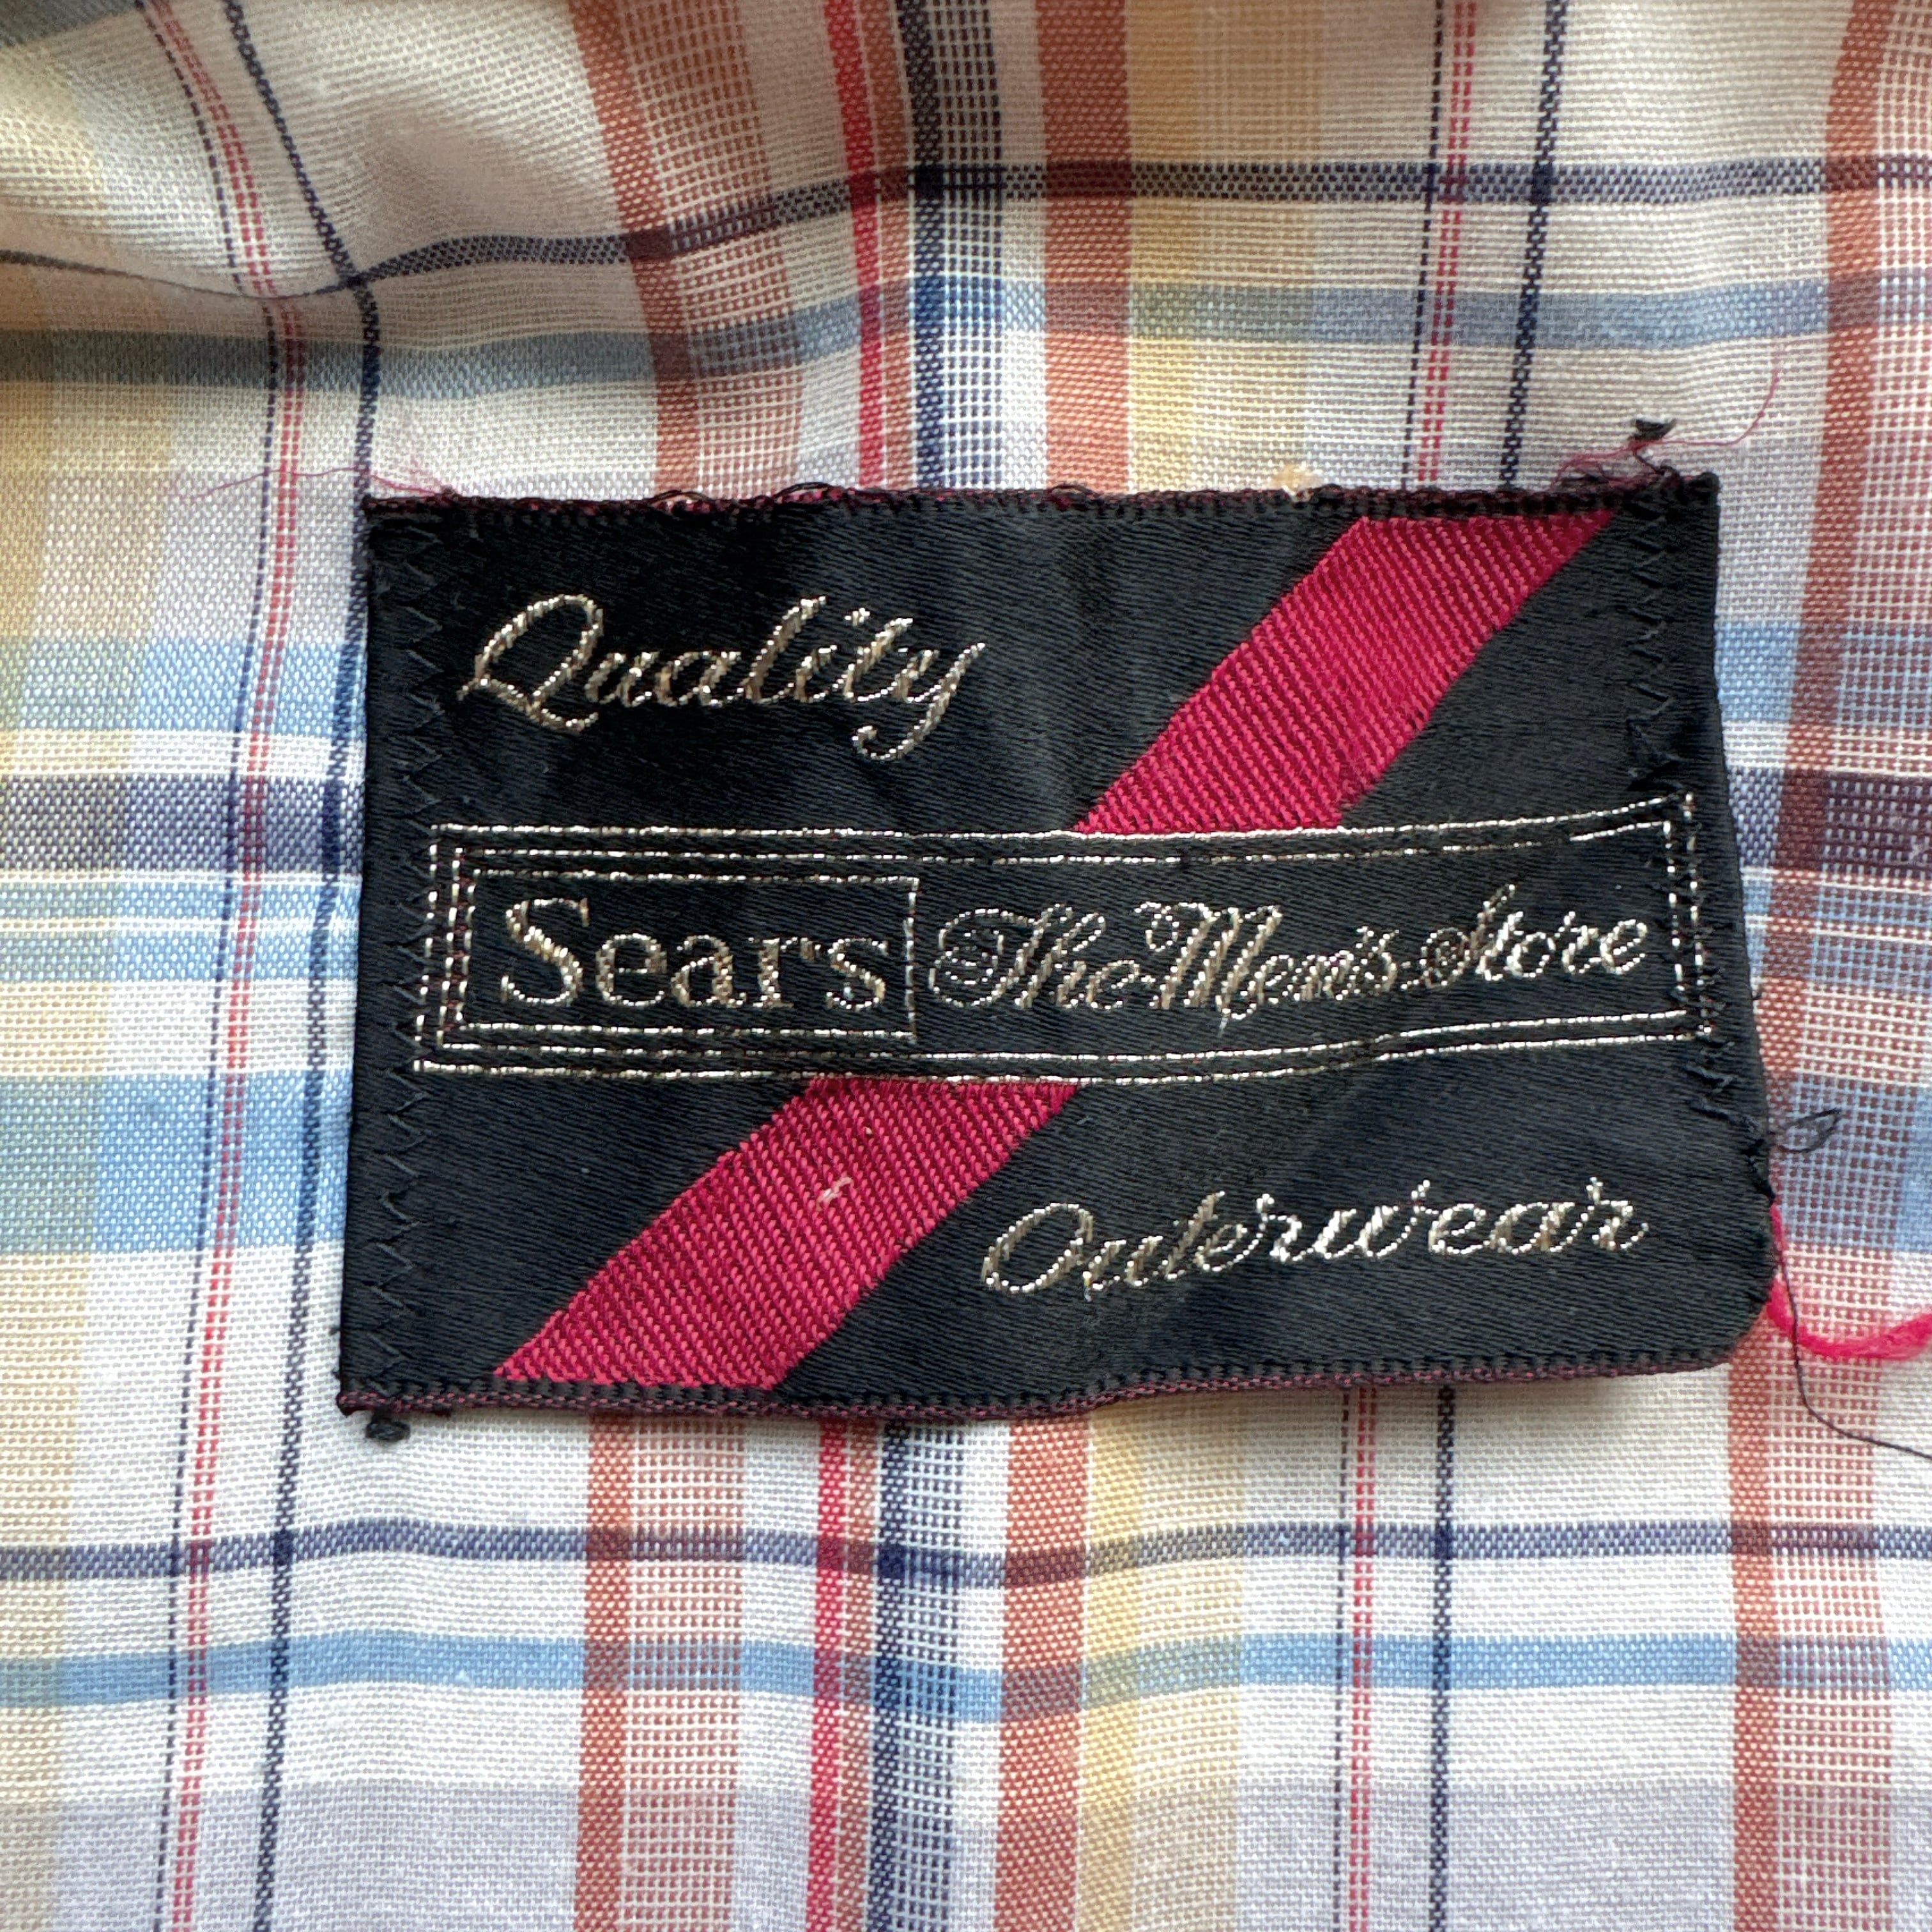 Quality
Sears The Men's Store
Outerwear